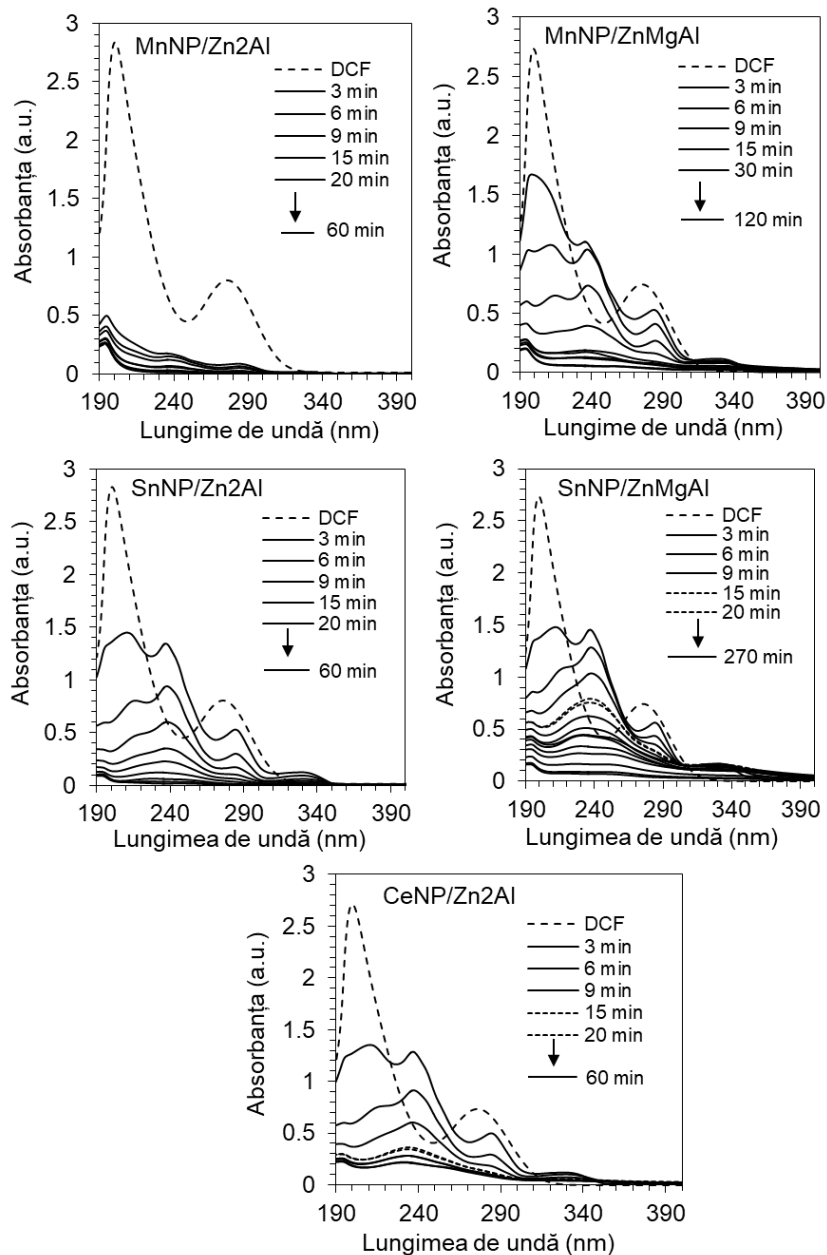 MnNP/Zn2Al
3
2.5
2
1.5
1
0.5
0
Absorbanța (a.u.)
DCF
3 min
6 min
9 min
15 min
20 min
60 min
190 240 290 340 390
Lungime de undă (nm)
MnNP/ZnMgAl
3
2.5
2
1.5
1
0.5
0
Absorbanța (a.u.)
DCF
3 min
6 min
9 min
15 min
30 min
120 min
190 240 290 340 390
Lungime de undă (nm)
SnNP/Zn2Al
3
2.5
2
1.5
1
0.5
0
Absorbanța (a.u.)
DCF
3 min
6 min
9 min
15 min
20 min
60 min
190 240 290 340 390
Lungimea de undă (nm)
SnNP/ZnMgAl
3
2.5
2
1.5
1
0.5
0
Absorbanța (a.u.)
DCF
3 min
6 min
9 min
15 min
20 min
270 min
190 240 290 340 390
Lungimea de undă (nm)
CeNP/Zn2Al
3
2.5
2
1.5
1
0.5
0
Absorbanța (a.u.)
DCF
3 min
6 min
9 min
15 min
20 min
60 min
190 240 290 340 390
Lungimea de undă (nm)